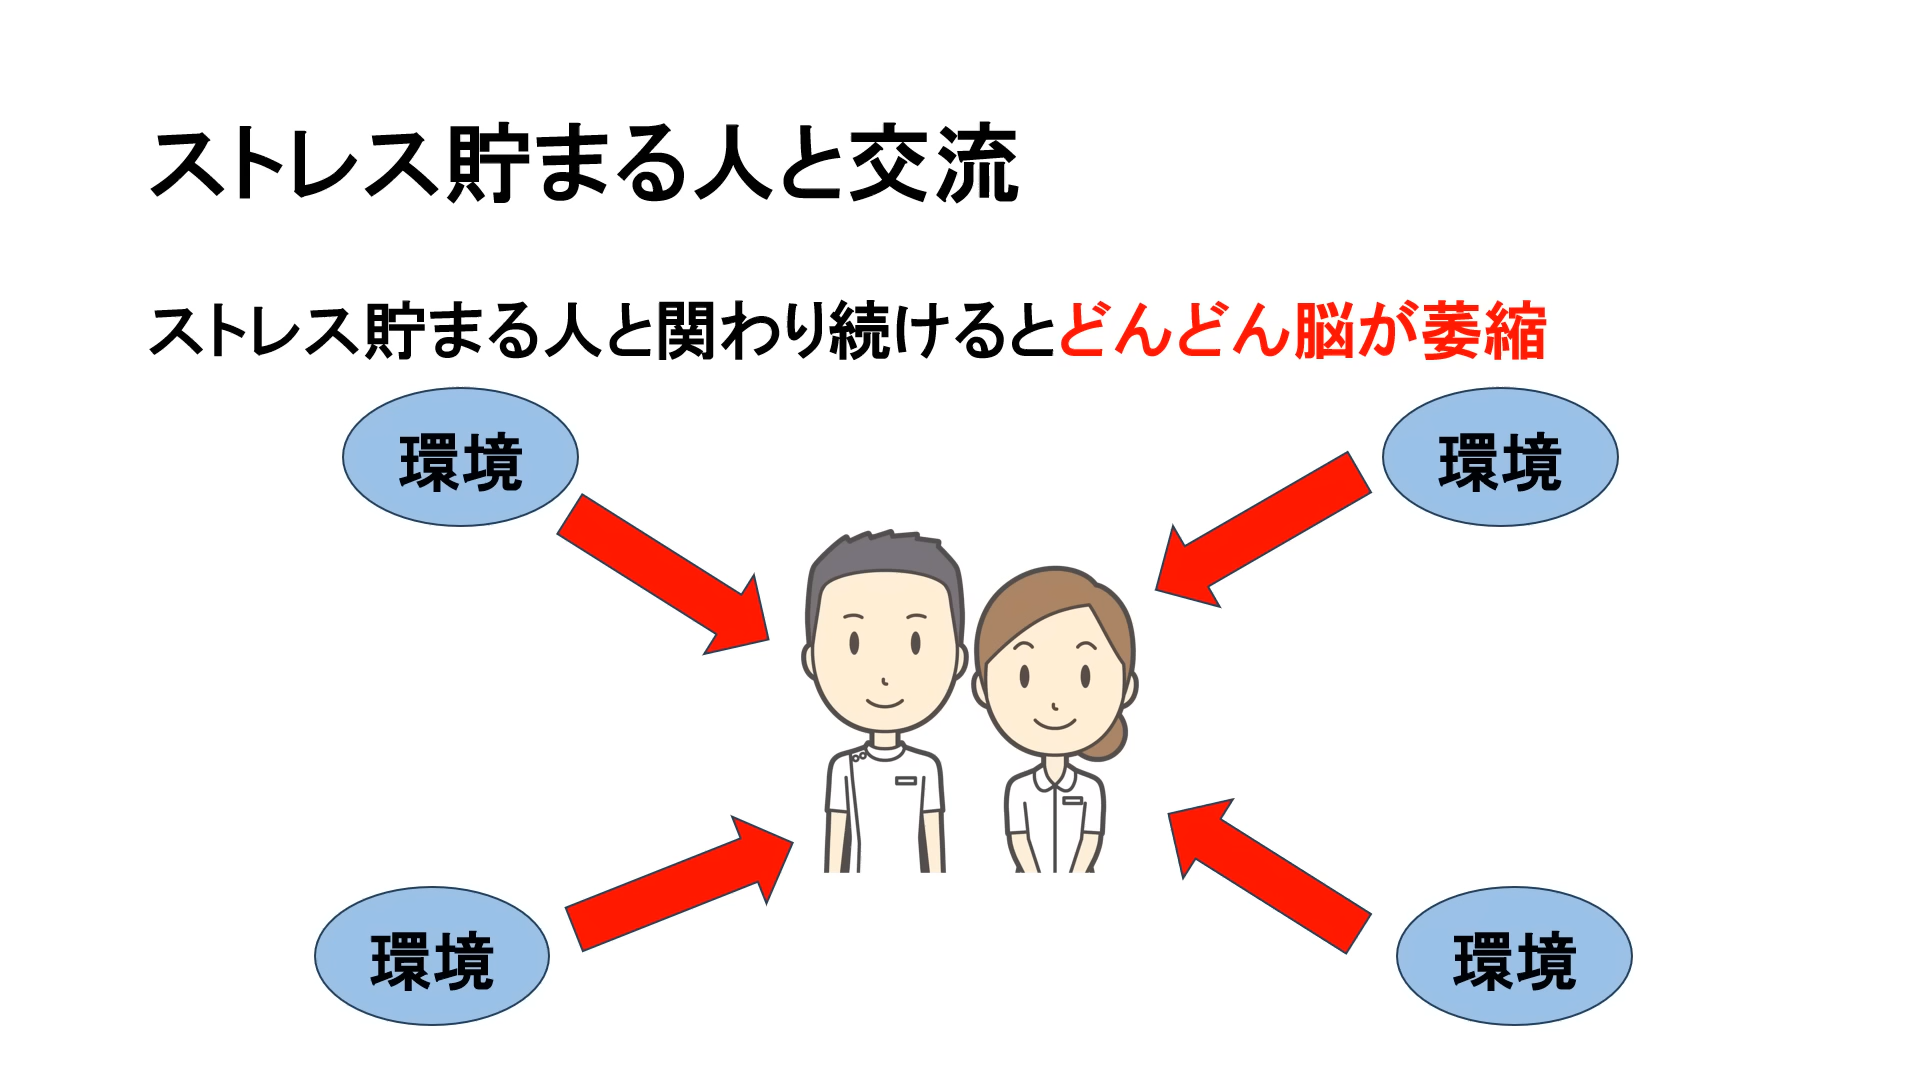 ストレス貯まる人と交流
ストレス貯まる人と関わり続けるとどんどん脳が萎縮
環境
環境
環境
環境